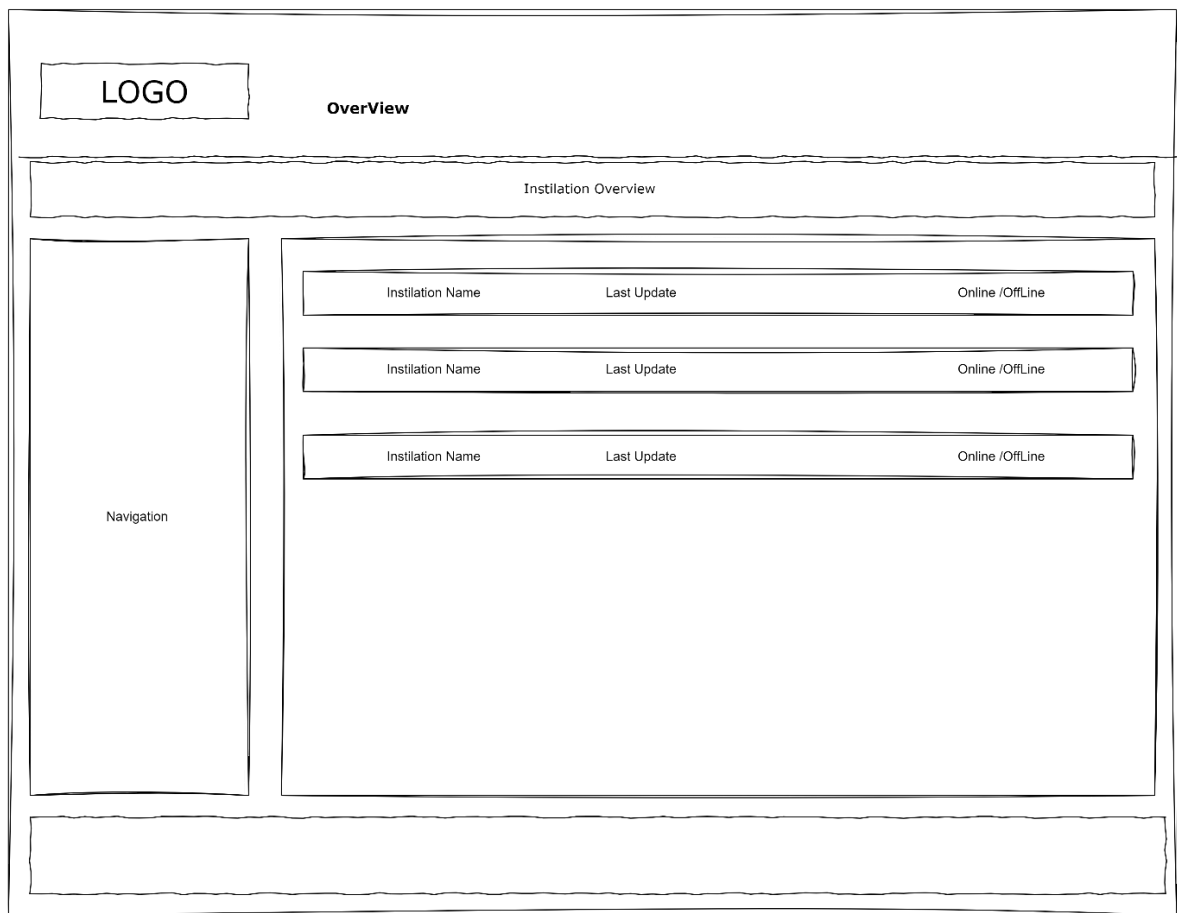 LOGO
OverView
Instilation Overview
Instilation Name Last Update Online /OffLine
Instilation Name Last Update Online /OffLine
Instilation Name Last Update Online /OffLine
Navigation